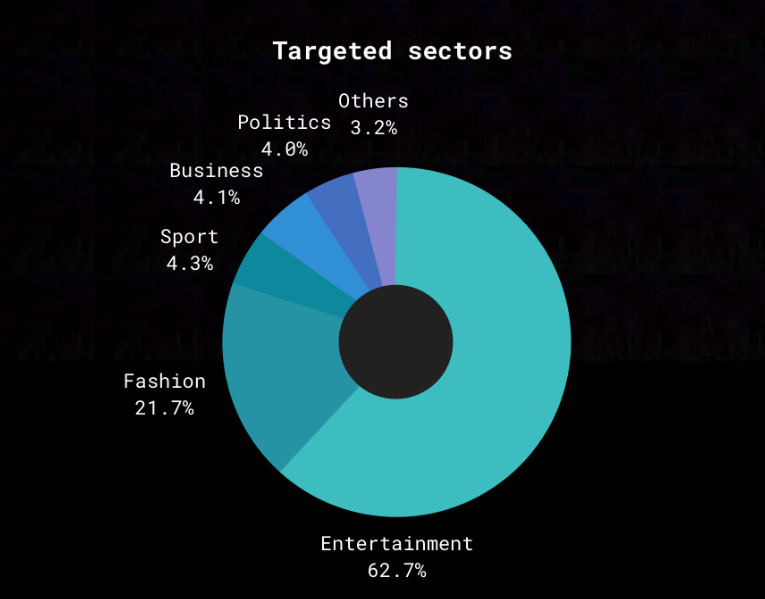 Targeted sectors
Others
3.2%
Politics
4.0%
Business
4.1%
Sport
4.3%
Fashion
21.7%
Entertainment
62.7%